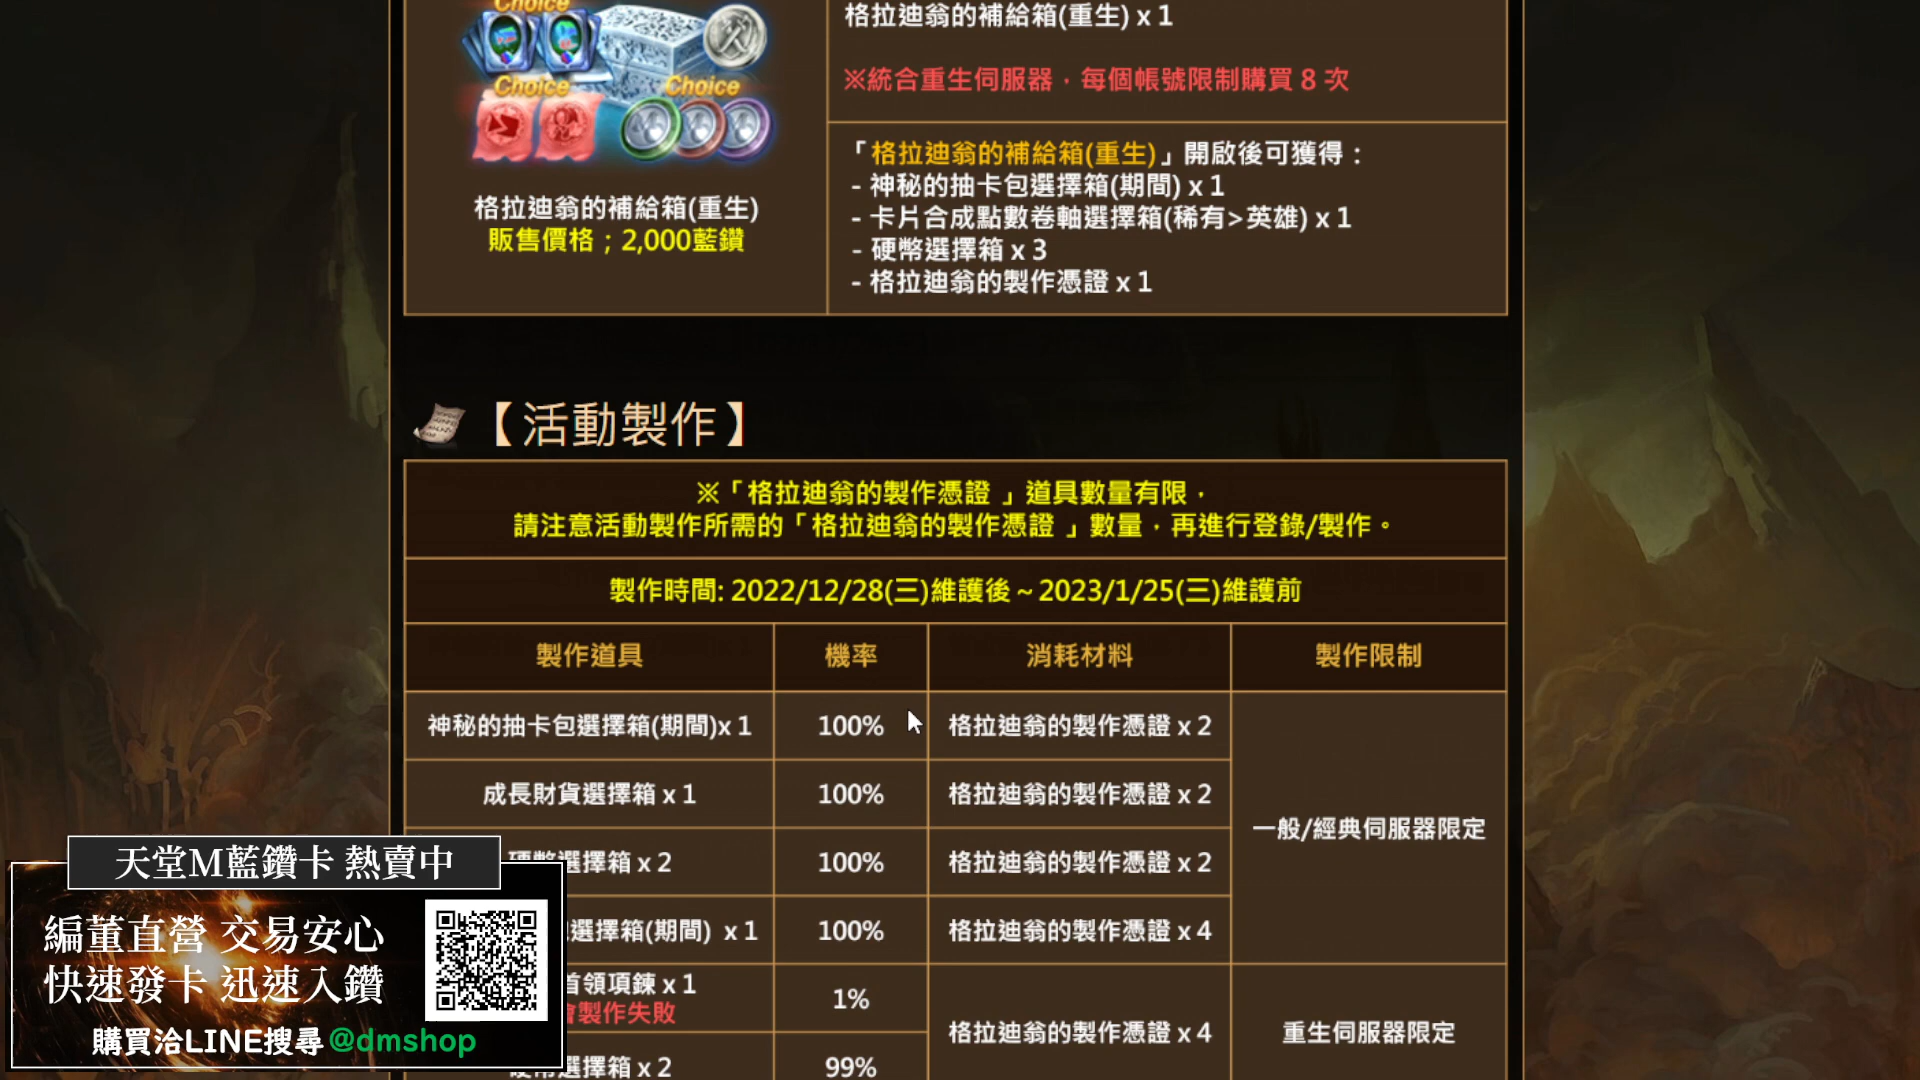 Choice
Choice
Choice
格拉迪翁的補給箱(重生)
販售價格；2,000藍鑽
格拉迪翁的補給箱(重生) x 1
※統合重生伺服器，每個帳號限制購買 8 次
「格拉迪翁的補給箱(重生)」開啟後可獲得：
- 神秘的抽卡包選擇箱(期間) x 1
- 卡片合成點數卷軸選擇箱(稀有>英雄) x 1
- 硬幣選擇箱 x 3
- 格拉迪翁的製作憑證 x 1
【活動製作】
※「格拉迪翁的製作憑證 」道具數量有限，
請注意活動製作所需的「格拉迪翁的製作憑證 」數量，再進行登錄/製作。
製作時間: 2022/12/28(三)維護後 ~ 2023/1/25(三)維護前
製作道具 機率 消耗材料 製作限制
神秘的抽卡包選擇箱(期間)x 1 100% 格拉迪翁的製作憑證 x 2
成長財貨選擇箱 x 1 100% 格拉迪翁的製作憑證 x 2
一般/經典伺服器限定
硬幣選擇箱 x 2 100% 格拉迪翁的製作憑證 x 2
選擇箱(期間) x 1 100% 格拉迪翁的製作憑證 x 4
首領項鍊 x 1
會製作失敗
1%
格拉迪翁的製作憑證 x 4 重生伺服器限定
硬幣選擇箱 x 2 99%
天堂M藍鑽卡 熱賣中
編董直營 交易安心
快速發卡 迅速入鑽
購買洽LINE搜尋 @dmshop